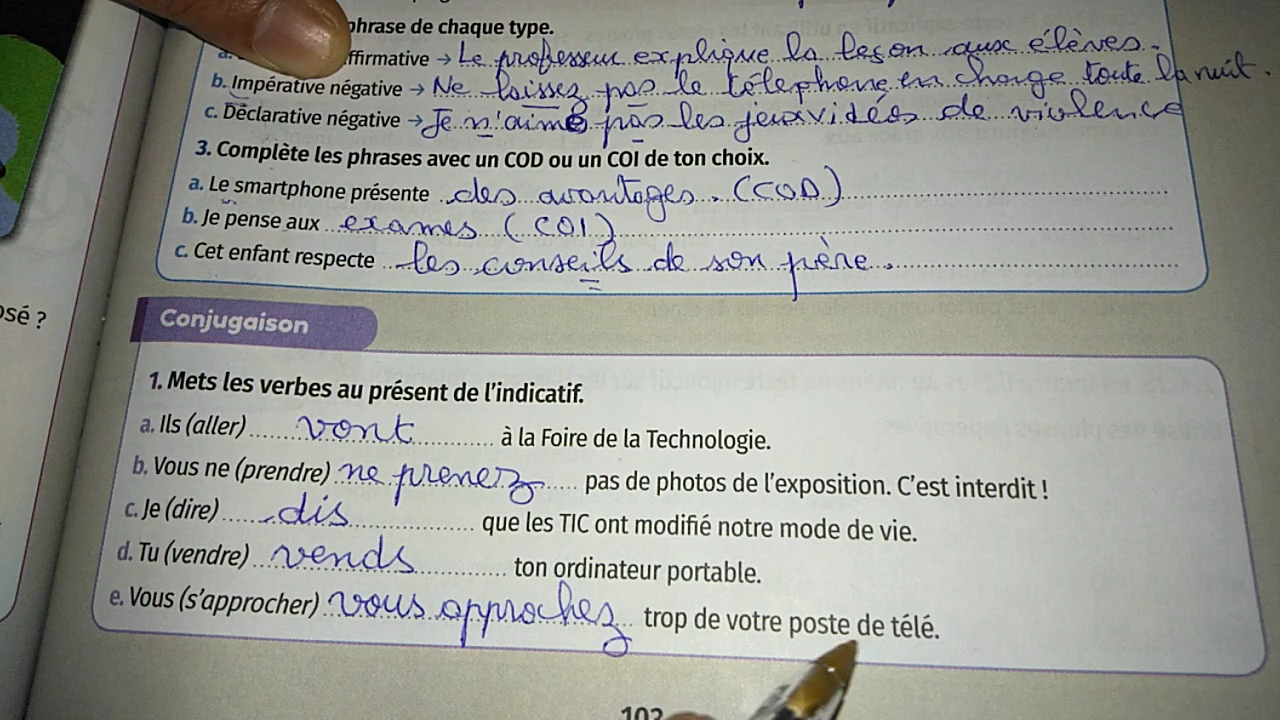 phrase de chaque type.
ffirmative → Le professeur explique la leson aux élèves.
b. Impérative négative → Ne laissez pas le télephone en charge toute la nuit.
c. Déclarative négative → Je n'aime pas les jeux vidéos de violence
3. Complète les phrases avec un COD ou un COI de ton choix.
a. Le smartphone présente des avantages. (COD)
b. Je pense aux exames (COI)
c. Cet enfant respecte les conseils de son père.
osé ?
Conjugaison
1. Mets les verbes au présent de l'indicatif.
a. Ils (aller) vont à la Foire de la Technologie.
b. Vous ne (prendre) ne prenez pas de photos de l'exposition. C'est interdit !
c. Je (dire) dis que les TIC ont modifié notre mode de vie.
d. Tu (vendre) vends ton ordinateur portable.
e. Vous (s'approcher) vous approchez trop de votre poste de télé.